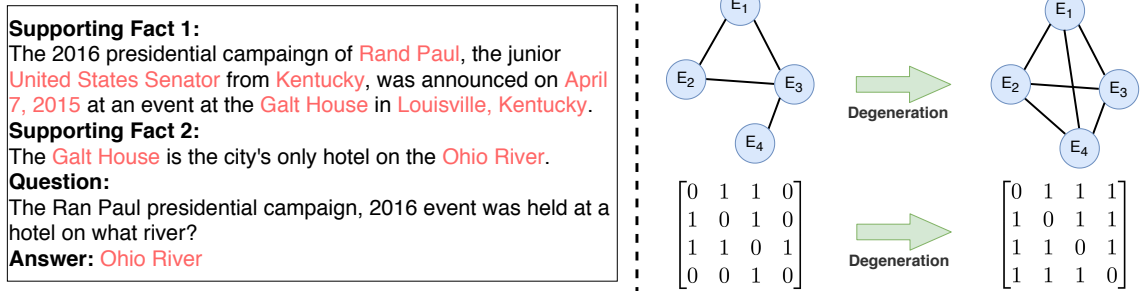 Supporting Fact 1:
The 2016 presidential campaingn of Rand Paul, the junior
United States Senator from Kentucky, was announced on April
7, 2015 at an event at the Galt House in Louisville, Kentucky.
Supporting Fact 2:
The Galt House is the city's only hotel on the Ohio River.
Question:
The Ran Paul presidential campaign, 2016 event was held at a
hotel on what river?
Answer: Ohio River
E1
E2
E3
E4
Degeneration
E1
E2
E3
E4
0 1 1 0
1 0 1 0
1 1 0 1
0 0 1 0
Degeneration
0 1 1 1
1 0 1 1
1 1 0 1
1 1 1 0